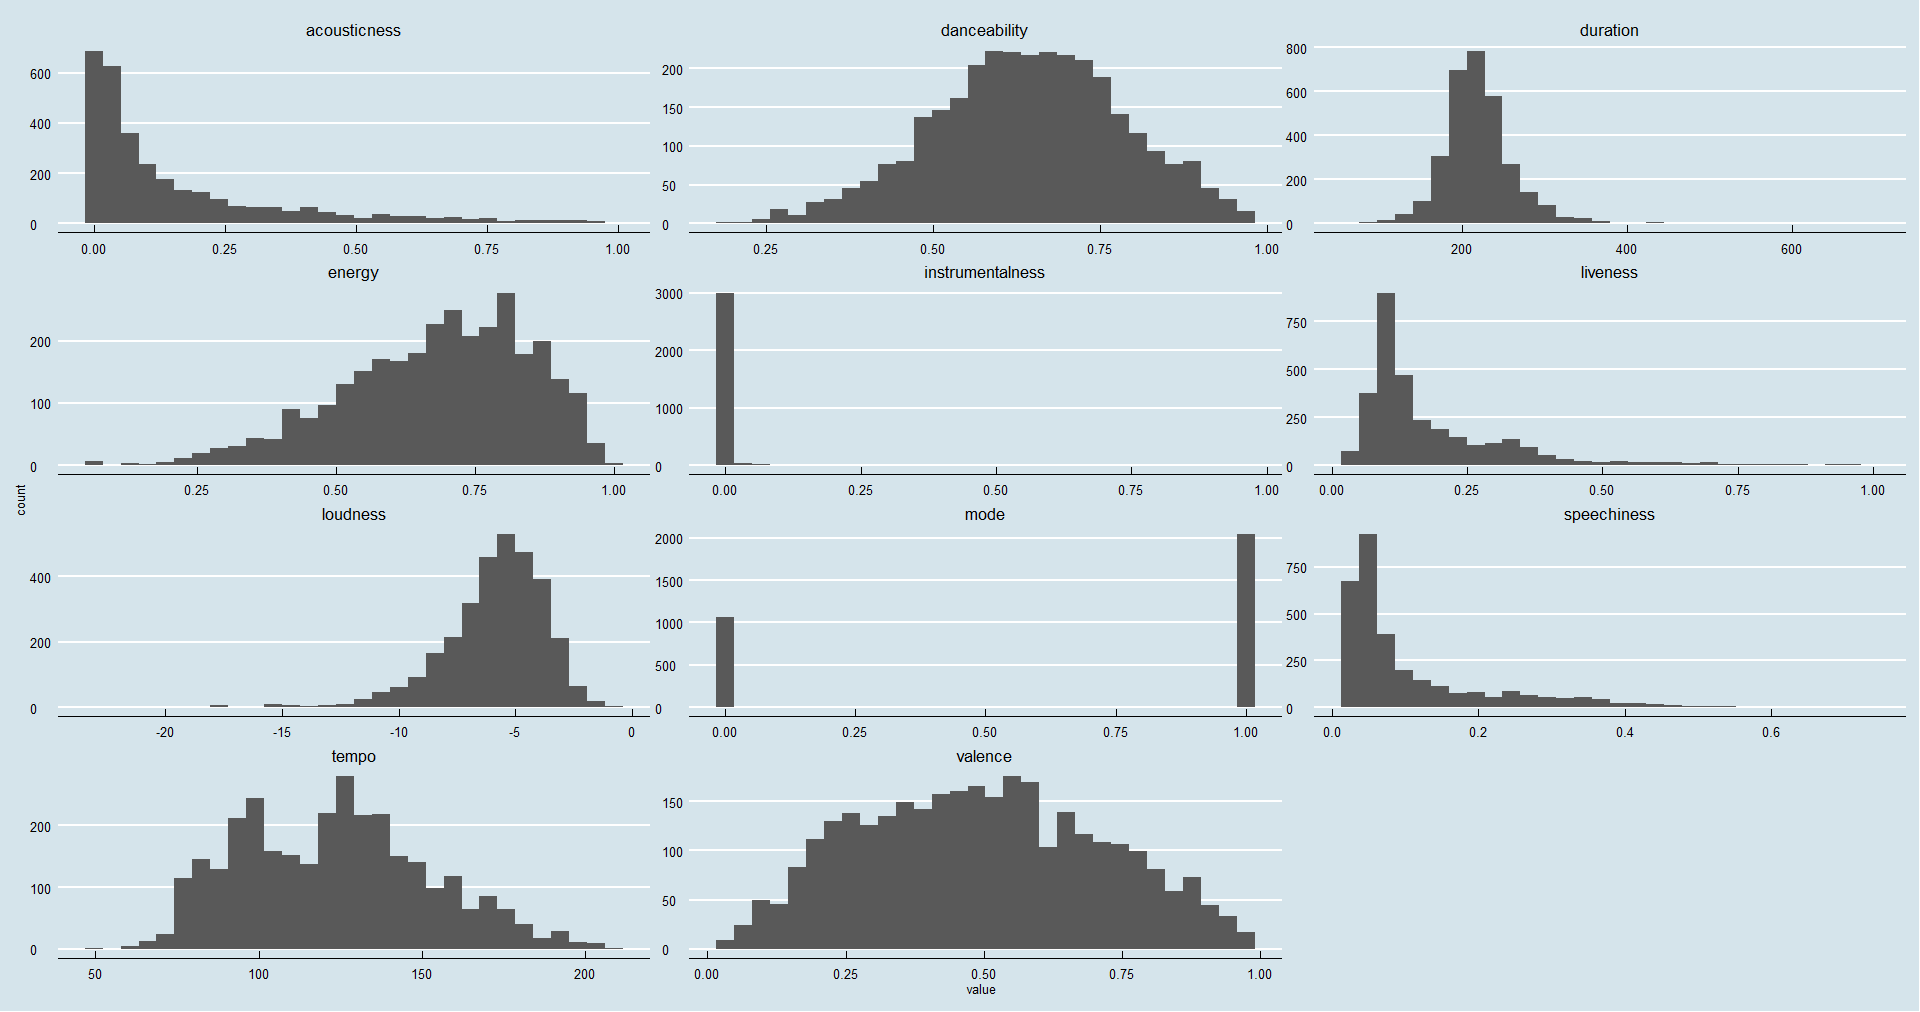 acousticness
600
400
200
0
0.00 0.25 0.50 0.75 1.00
danceability
200
150
100
50
0
0.25 0.50 0.75 1.00
duration
800
600
400
200
0
200 400 600
energy
200
100
0
0.25 0.50 0.75 1.00
instrumentalness
3000
2000
1000
0
0.00 0.25 0.50 0.75 1.00
liveness
750
500
250
0
0.00 0.25 0.50 0.75 1.00
count
loudness
400
200
0
-20 -15 -10 -5 0
mode
2000
1500
1000
500
0
0.00 0.25 0.50 0.75 1.00
speechiness
750
500
250
0
0.0 0.2 0.4 0.6
tempo
200
100
0
50 100 150 200
valence
150
100
50
0
0.00 0.25 0.50 0.75 1.00
value